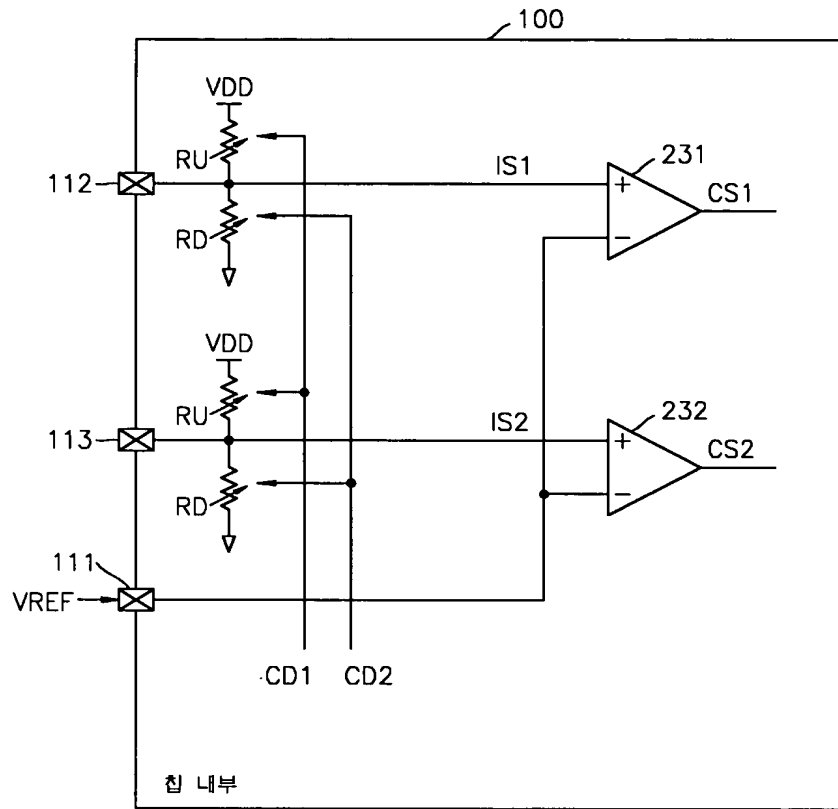 100
VDD
RU
231
112
IS1
+
CS1
RD
−
VDD
RU
232
113
IS2
+
CS2
RD
−
111
VREF
CD1
CD2
칩 내부